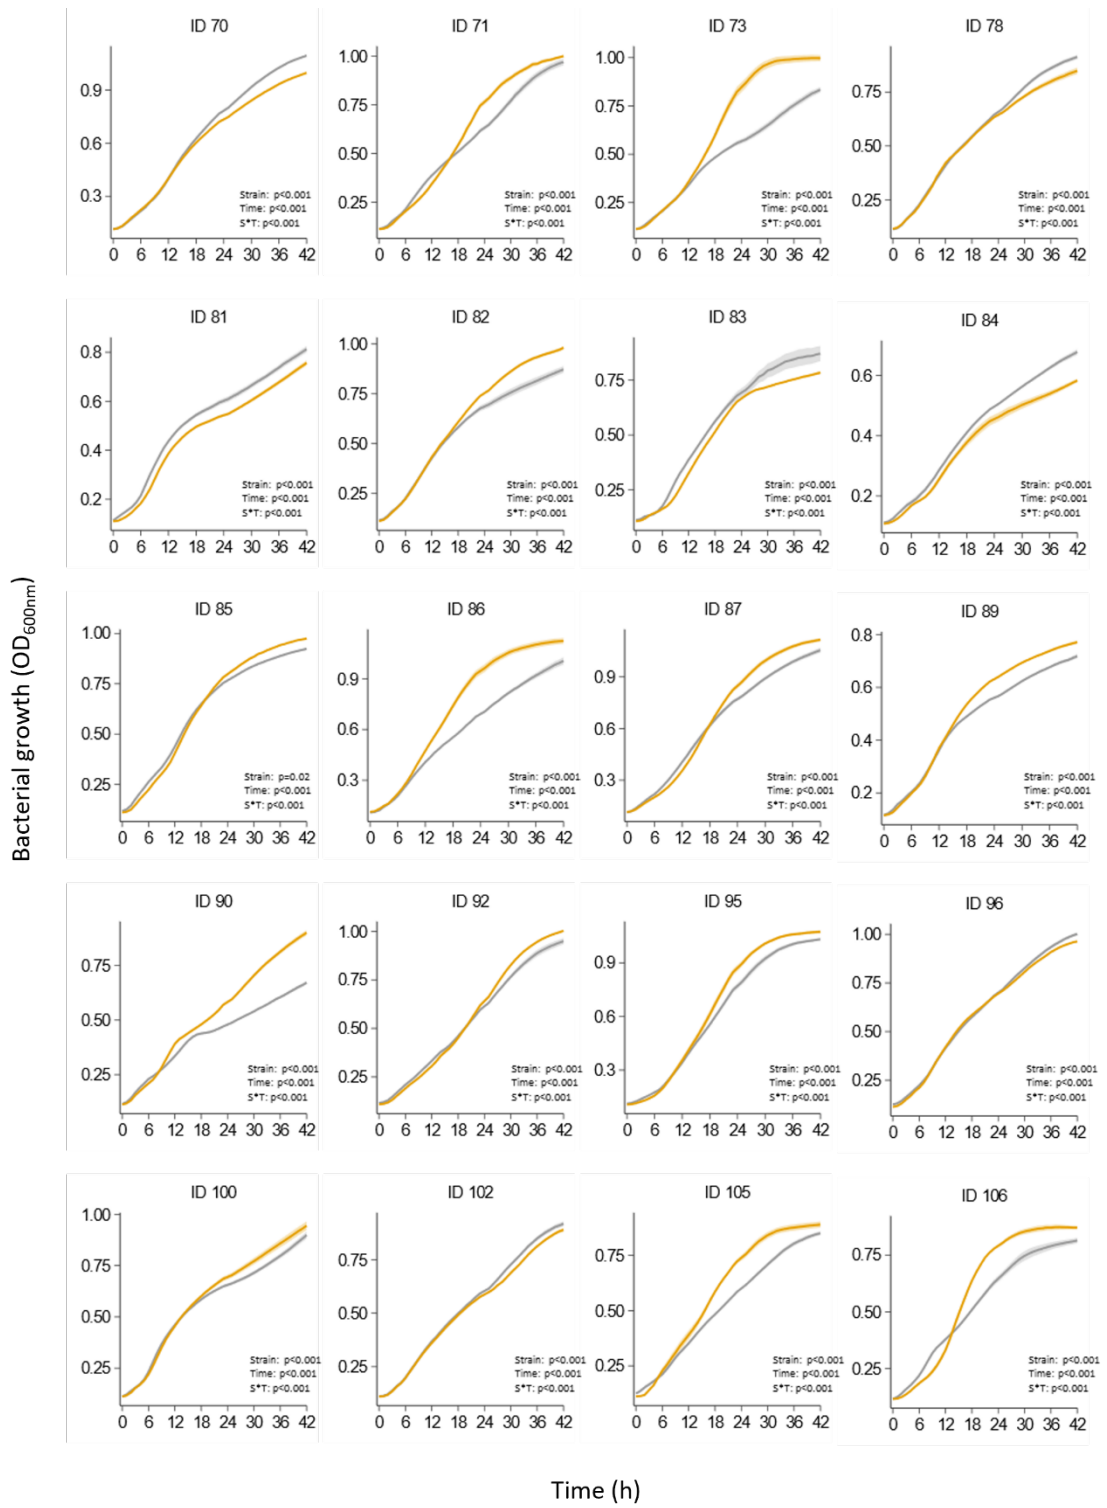 ID 70
0.9
0.6
0.3
Strain: p<0.001
Time: p<0.001
S*T: p<0.001
0 6 12 18 24 30 36 42
ID 71
1.00
0.75
0.50
0.25
Strain: p<0.001
Time: p<0.001
S*T: p<0.001
0 6 12 18 24 30 36 42
ID 73
1.00
0.75
0.50
0.25
Strain: p<0.001
Time: p<0.001
S*T: p<0.001
0 6 12 18 24 30 36 42
ID 78
0.75
0.50
0.25
Strain: p<0.001
Time: p<0.001
S*T: p<0.001
0 6 12 18 24 30 36 42
ID 81
0.8
0.6
0.4
0.2
Strain: p<0.001
Time: p<0.001
S*T: p<0.001
0 6 12 18 24 30 36 42
ID 82
1.00
0.75
0.50
0.25
Strain: p<0.001
Time: p<0.001
S*T: p<0.001
0 6 12 18 24 30 36 42
ID 83
0.75
0.50
0.25
Strain: p<0.001
Time: p<0.001
S*T: p<0.001
0 6 12 18 24 30 36 42
ID 84
0.6
0.4
0.2
Strain: p<0.001
Time: p<0.001
S*T: p<0.001
0 6 12 18 24 30 36 42
Bacterial growth (OD600nm)
ID 85
1.00
0.75
0.50
0.25
Strain: p=0.02
Time: p<0.001
S*T: p<0.001
0 6 12 18 24 30 36 42
ID 86
0.9
0.6
0.3
Strain: p<0.001
Time: p<0.001
S*T: p<0.001
0 6 12 18 24 30 36 42
ID 87
0.9
0.6
0.3
Strain: p<0.001
Time: p<0.001
S*T: p<0.001
0 6 12 18 24 30 36 42
ID 89
0.8
0.6
0.4
0.2
Strain: p<0.001
Time: p<0.001
S*T: p<0.001
0 6 12 18 24 30 36 42
ID 90
0.75
0.50
0.25
Strain: p<0.001
Time: p<0.001
S*T: p<0.001
0 6 12 18 24 30 36 42
ID 92
1.00
0.75
0.50
0.25
Strain: p<0.001
Time: p<0.001
S*T: p<0.001
0 6 12 18 24 30 36 42
ID 95
0.9
0.6
0.3
Strain: p<0.001
Time: p<0.001
S*T: p<0.001
0 6 12 18 24 30 36 42
ID 96
1.00
0.75
0.50
0.25
Strain: p<0.001
Time: p<0.001
S*T: p<0.001
0 6 12 18 24 30 36 42
ID 100
1.00
0.75
0.50
0.25
Strain: p<0.001
Time: p<0.001
S*T: p<0.001
0 6 12 18 24 30 36 42
ID 102
0.75
0.50
0.25
Strain: p<0.001
Time: p<0.001
S*T: p<0.001
0 6 12 18 24 30 36 42
ID 105
0.75
0.50
0.25
Strain: p<0.001
Time: p<0.001
S*T: p<0.001
0 6 12 18 24 30 36 42
ID 106
0.75
0.50
0.25
Strain: p<0.001
Time: p<0.001
S*T: p<0.001
0 6 12 18 24 30 36 42
Time (h)